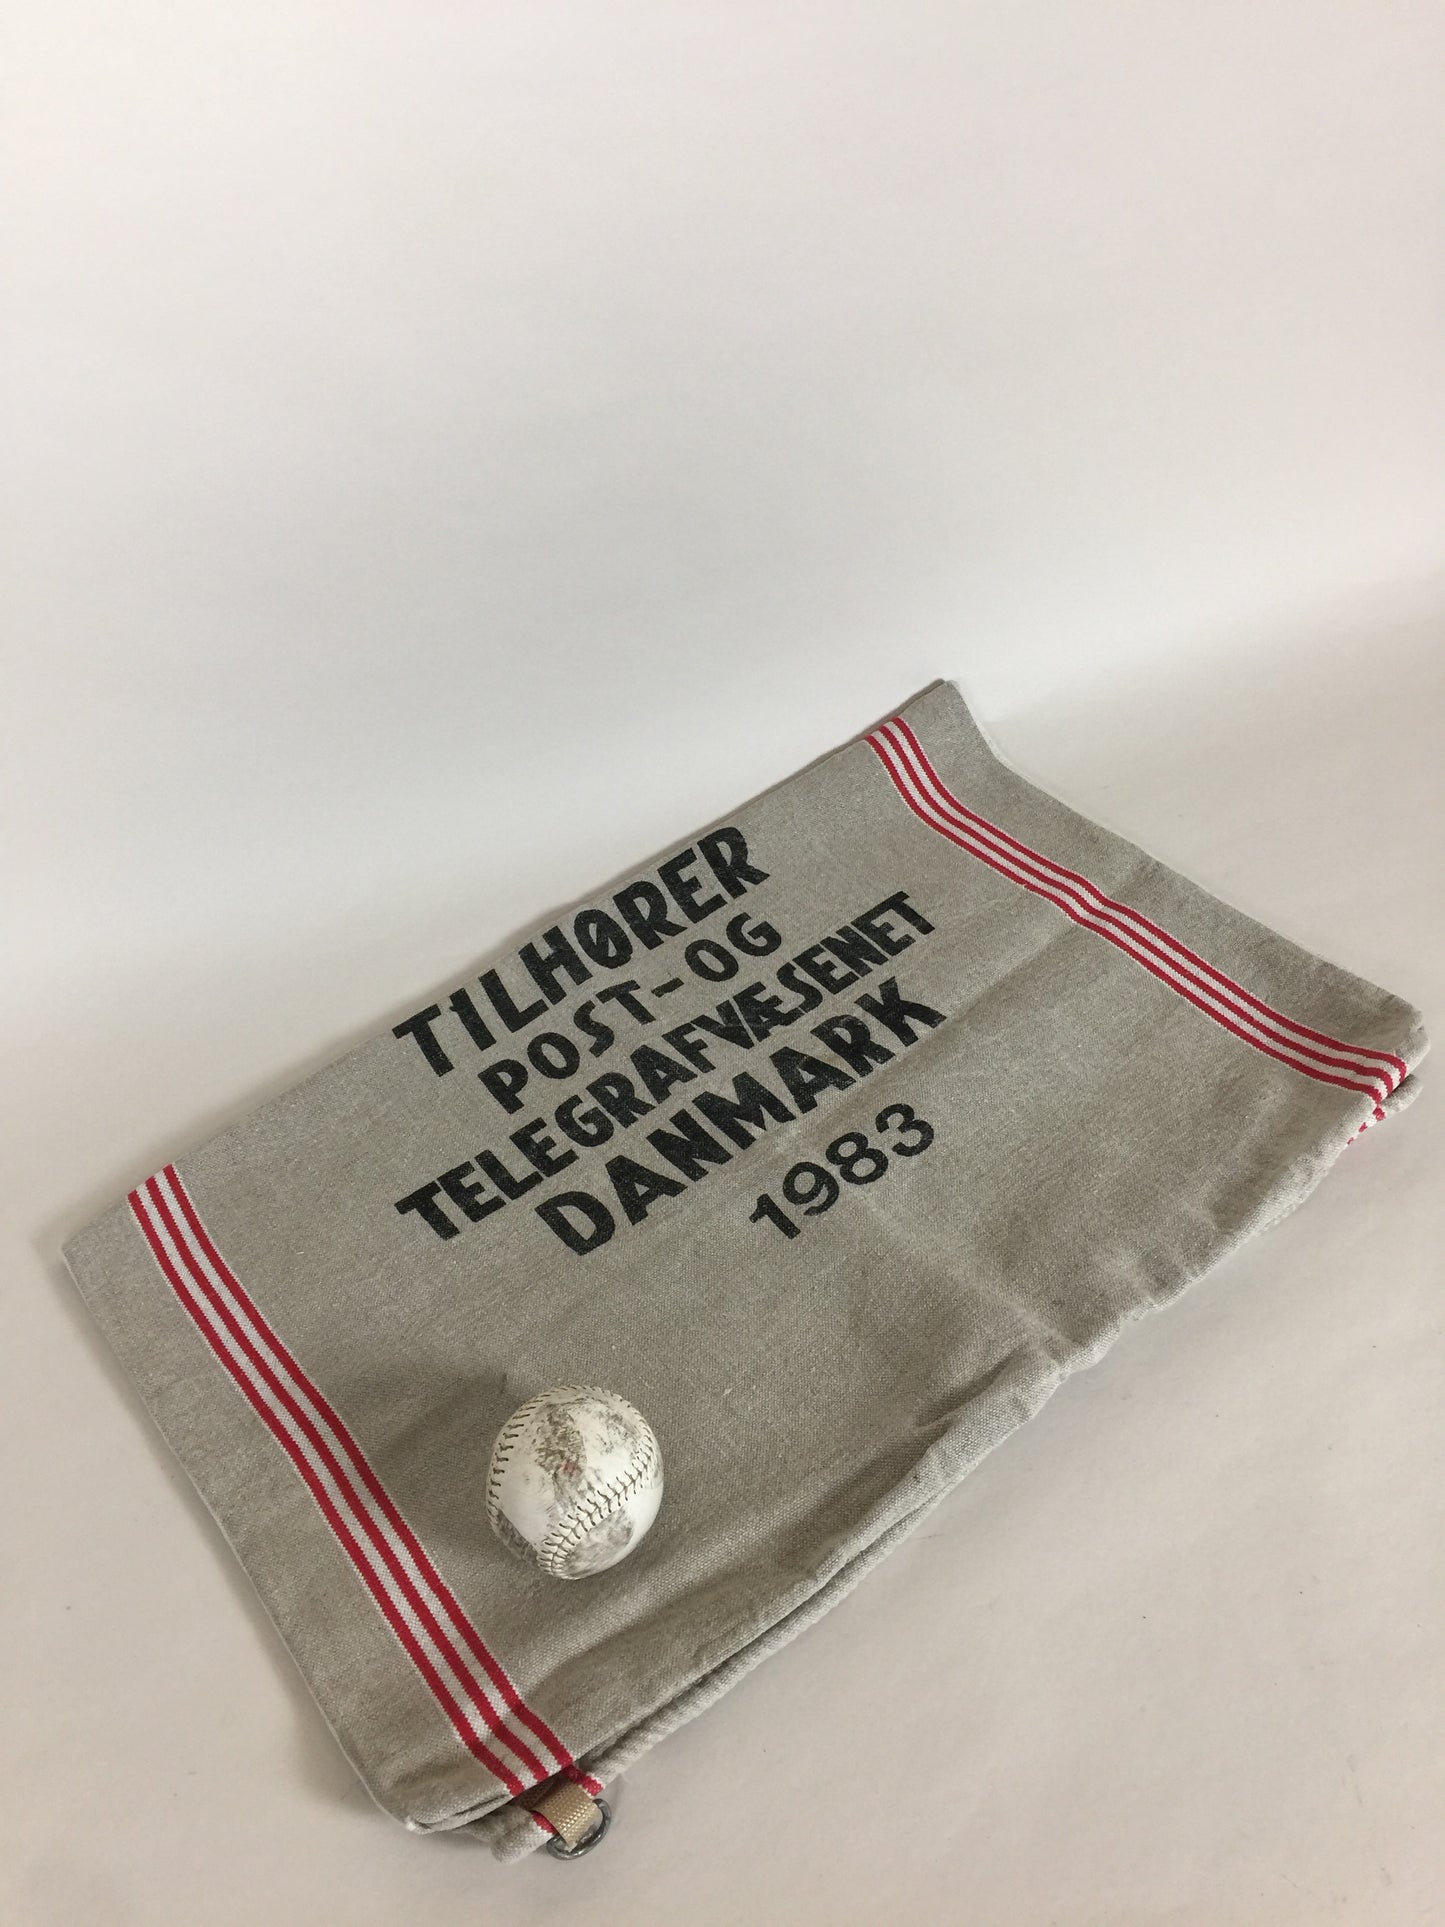 TILHØRER
POST-OG
TELEGRAFVÆSENET
DANMARK
1983